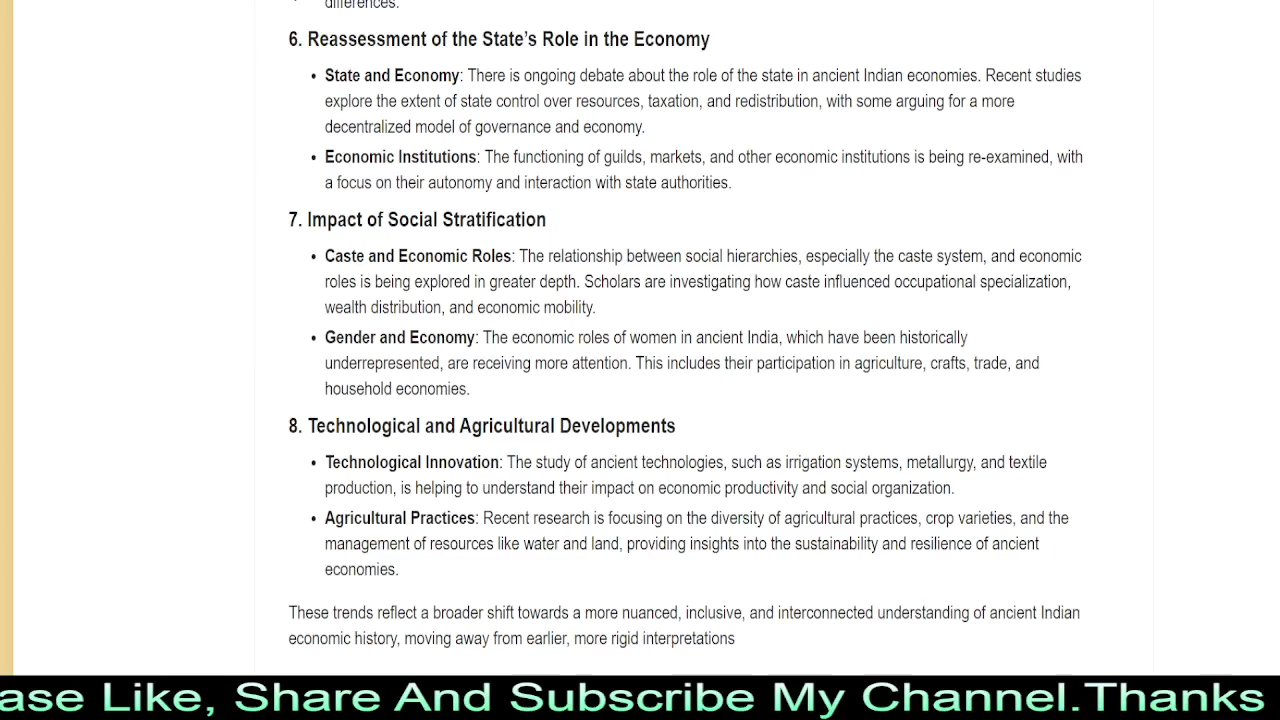 differences.
6. Reassessment of the State’s Role in the Economy
• State and Economy: There is ongoing debate about the role of the state in ancient Indian economies. Recent studies
explore the extent of state control over resources, taxation, and redistribution, with some arguing for a more
decentralized model of governance and economy.
• Economic Institutions: The functioning of guilds, markets, and other economic institutions is being re-examined, with
a focus on their autonomy and interaction with state authorities.
7. Impact of Social Stratification
• Caste and Economic Roles: The relationship between social hierarchies, especially the caste system, and economic
roles is being explored in greater depth. Scholars are investigating how caste influenced occupational specialization,
wealth distribution, and economic mobility.
• Gender and Economy: The economic roles of women in ancient India, which have been historically
underrepresented, are receiving more attention. This includes their participation in agriculture, crafts, trade, and
household economies.
8. Technological and Agricultural Developments
• Technological Innovation: The study of ancient technologies, such as irrigation systems, metallurgy, and textile
production, is helping to understand their impact on economic productivity and social organization.
• Agricultural Practices: Recent research is focusing on the diversity of agricultural practices, crop varieties, and the
management of resources like water and land, providing insights into the sustainability and resilience of ancient
economies.
These trends reflect a broader shift towards a more nuanced, inclusive, and interconnected understanding of ancient Indian
economic history, moving away from earlier, more rigid interpretations
ase Like, Share And Subscribe My Channel.Thanks